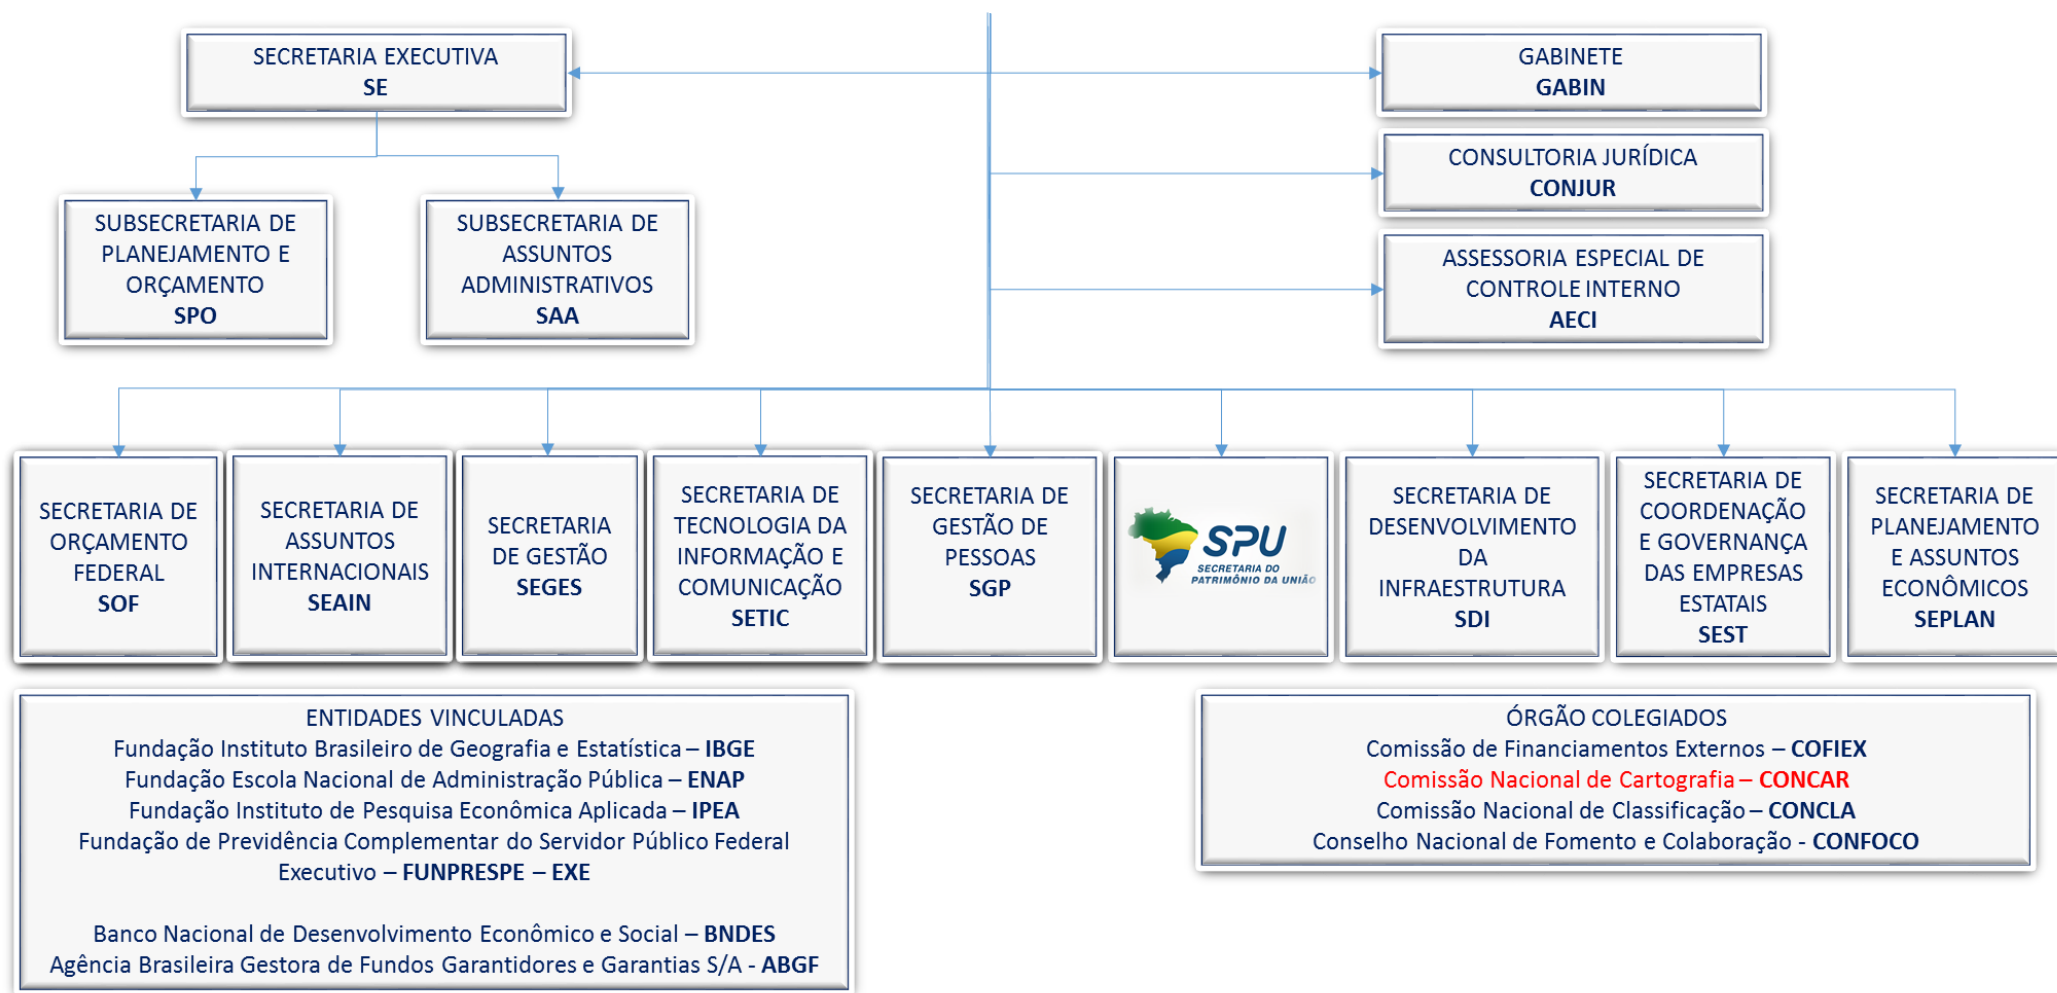 SECRETARIA EXECUTIVA
SE
GABINETE
GABIN
CONSULTORIA JURÍDICA
CONJUR
SUBSECRETARIA DE
PLANEJAMENTO E
ORÇAMENTO
SPO
SUBSECRETARIA DE
ASSUNTOS
ADMINISTRATIVOS
SAA
ASSESSORIA ESPECIAL DE
CONTROLE INTERNO
AECI
SECRETARIA DE
ORÇAMENTO
FEDERAL
SOF
SECRETARIA DE
ASSUNTOS
INTERNACIONAIS
SEAIN
SECRETARIA
DE GESTÃO
SEGES
SECRETARIA DE
TECNOLOGIA DA
INFORMAÇÃO E
COMUNICAÇÃO
SETIC
SECRETARIA DE
GESTÃO DE
PESSOAS
SGP
SPU
SECRETARIA DO
PATRIMÔNIO DA UNIÃO
SECRETARIA DE
DESENVOLVIMENTO
DA
INFRAESTRUTURA
SDI
SECRETARIA DE
COORDENAÇÃO
E GOVERNANÇA
DAS EMPRESAS
ESTATAIS
SEST
SECRETARIA DE
PLANEJAMENTO
E ASSUNTOS
ECONÔMICOS
SEPLAN
ENTIDADES VINCULADAS
Fundação Instituto Brasileiro de Geografia e Estatística – IBGE
Fundação Escola Nacional de Administração Pública – ENAP
Fundação Instituto de Pesquisa Econômica Aplicada – IPEA
Fundação de Previdência Complementar do Servidor Público Federal
Executivo – FUNPRESPE – EXE
Banco Nacional de Desenvolvimento Econômico e Social – BNDES
Agência Brasileira Gestora de Fundos Garantidores e Garantias S/A - ABGF
ÓRGÃO COLEGIADOS
Comissão de Financiamentos Externos – COFIEX
Comissão Nacional de Cartografia – CONCAR
Comissão Nacional de Classificação – CONCLA
Conselho Nacional de Fomento e Colaboração - CONFOCO